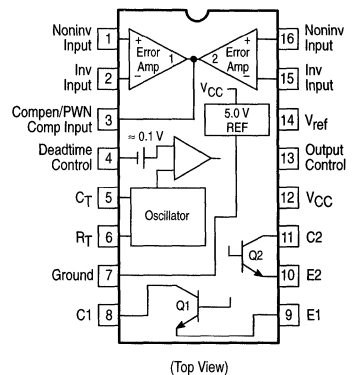 Noninv
Input
1
+
Error
Amp
1
−
Inv
Input
2
Compen/PWN
Comp Input
3
≈ 0.1 V
Deadtime
Control
4
CT
5
Oscillator
RT
6
Ground
7
C1
8
Q1
Noninv
Input
16
+
2
Error
Amp
−
Inv
Input
15
VCC
5.0 V
REF
14
Vref
13
Output
Control
12
VCC
11
C2
Q2
10
E2
9
E1
(Top View)